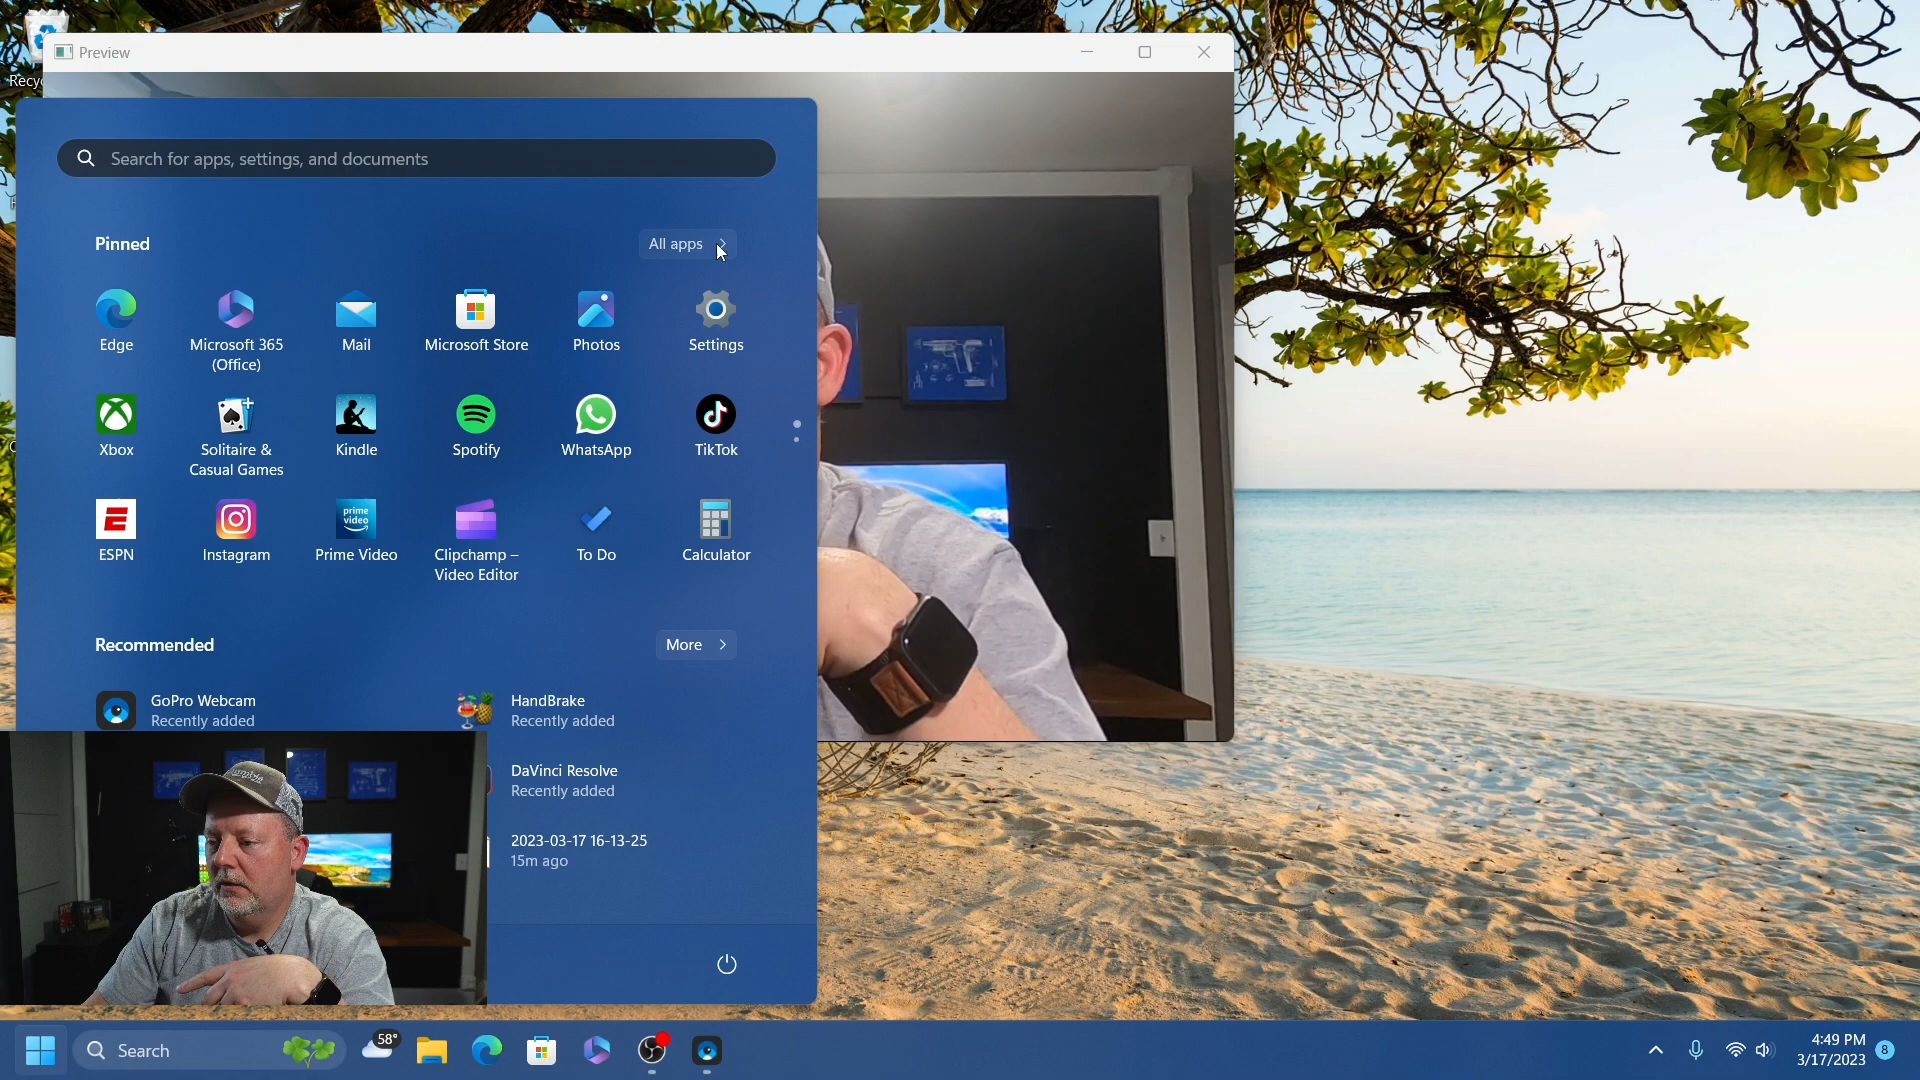 Recyc
Preview
Search for apps, settings, and documents
Pinned
All apps
Edge
Microsoft 365
(Office)
Mail
Microsoft Store
Photos
Settings
Xbox
Solitaire &
Casual Games
Kindle
Spotify
WhatsApp
TikTok
prime
video
ESPN
Instagram
Prime Video
Clipchamp –
Video Editor
To Do
Calculator
Recommended
More
GoPro Webcam
Recently added
HandBrake
Recently added
DaVinci Resolve
Recently added
2023-03-17 16-13-25
15m ago
Search
58°
4:49 PM
3/17/2023
8